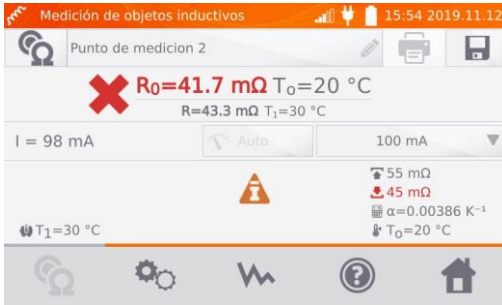 Medición de objetos inductivos 15:54 2019.11.12
Punto de medicion 2
R₀=41.7 mΩ T₀=20 °C
R=43.3 mΩ T₁=30 °C
I = 98 mA Auto 100 mA
55 mΩ
45 mΩ
α=0.00386 K⁻¹
T₁=30 °C T₀=20 °C